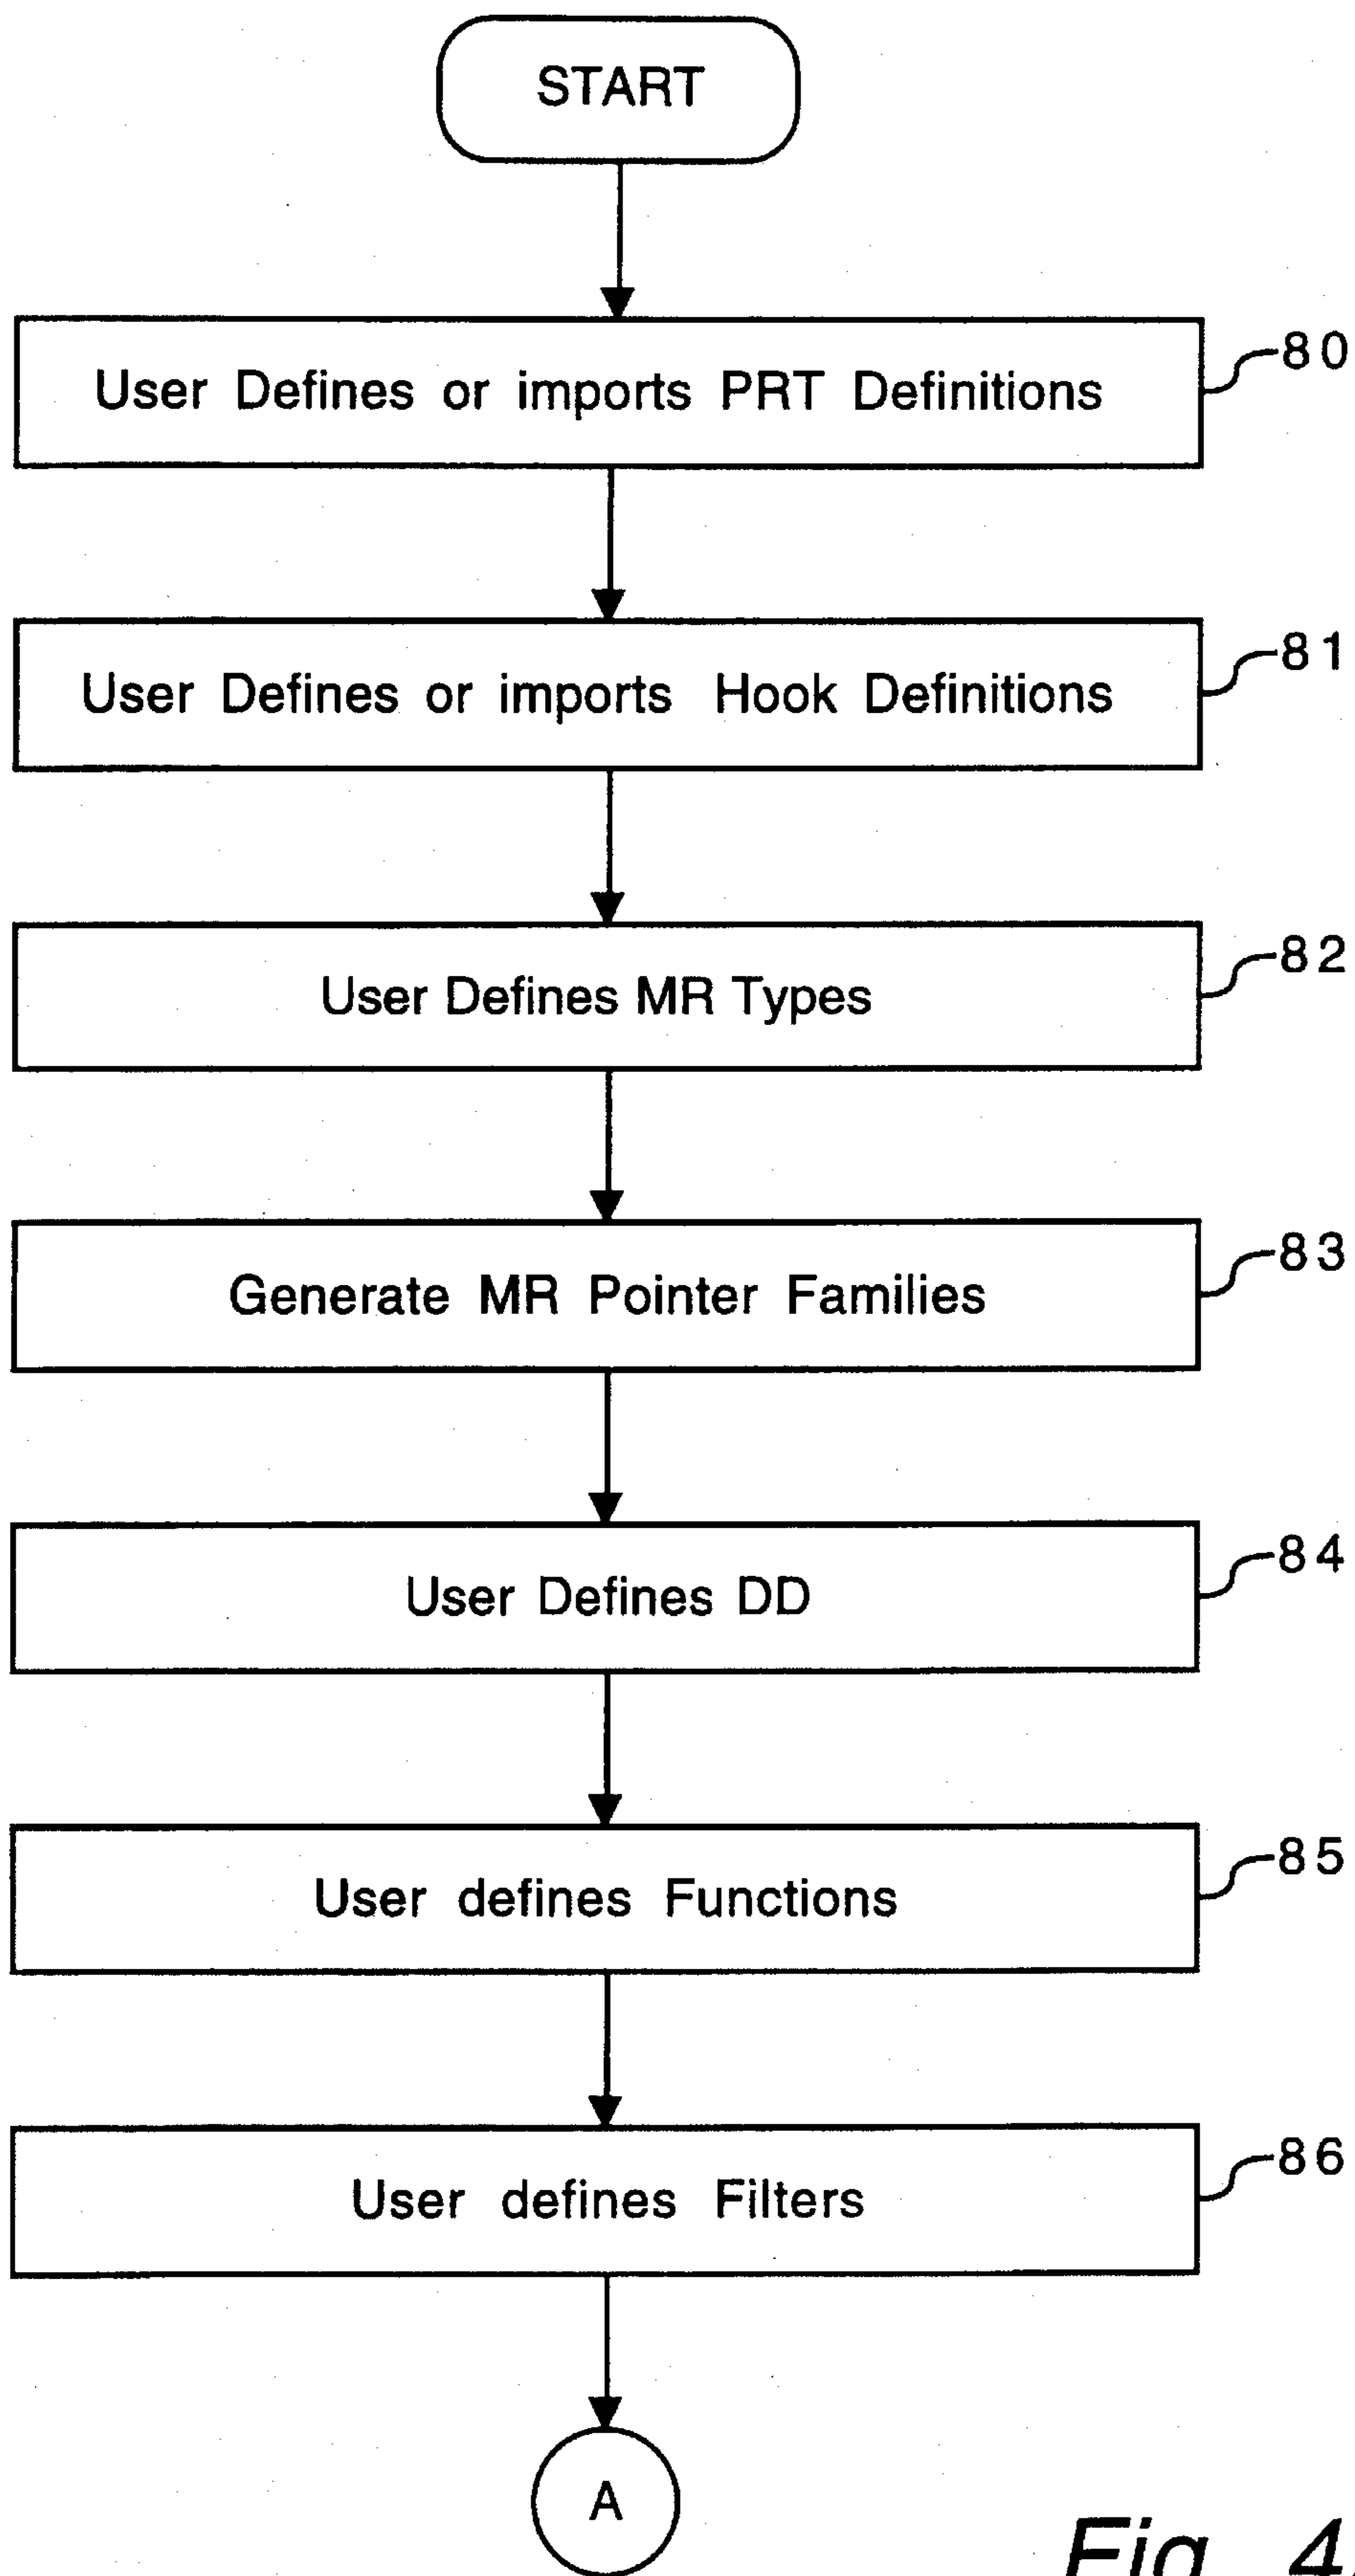 START
User Defines or imports PRT Definitions
80
User Defines or imports Hook Definitions
81
User Defines MR Types
82
Generate MR Pointer Families
83
User Defines DD
84
User defines Functions
85
User defines Filters
86
A